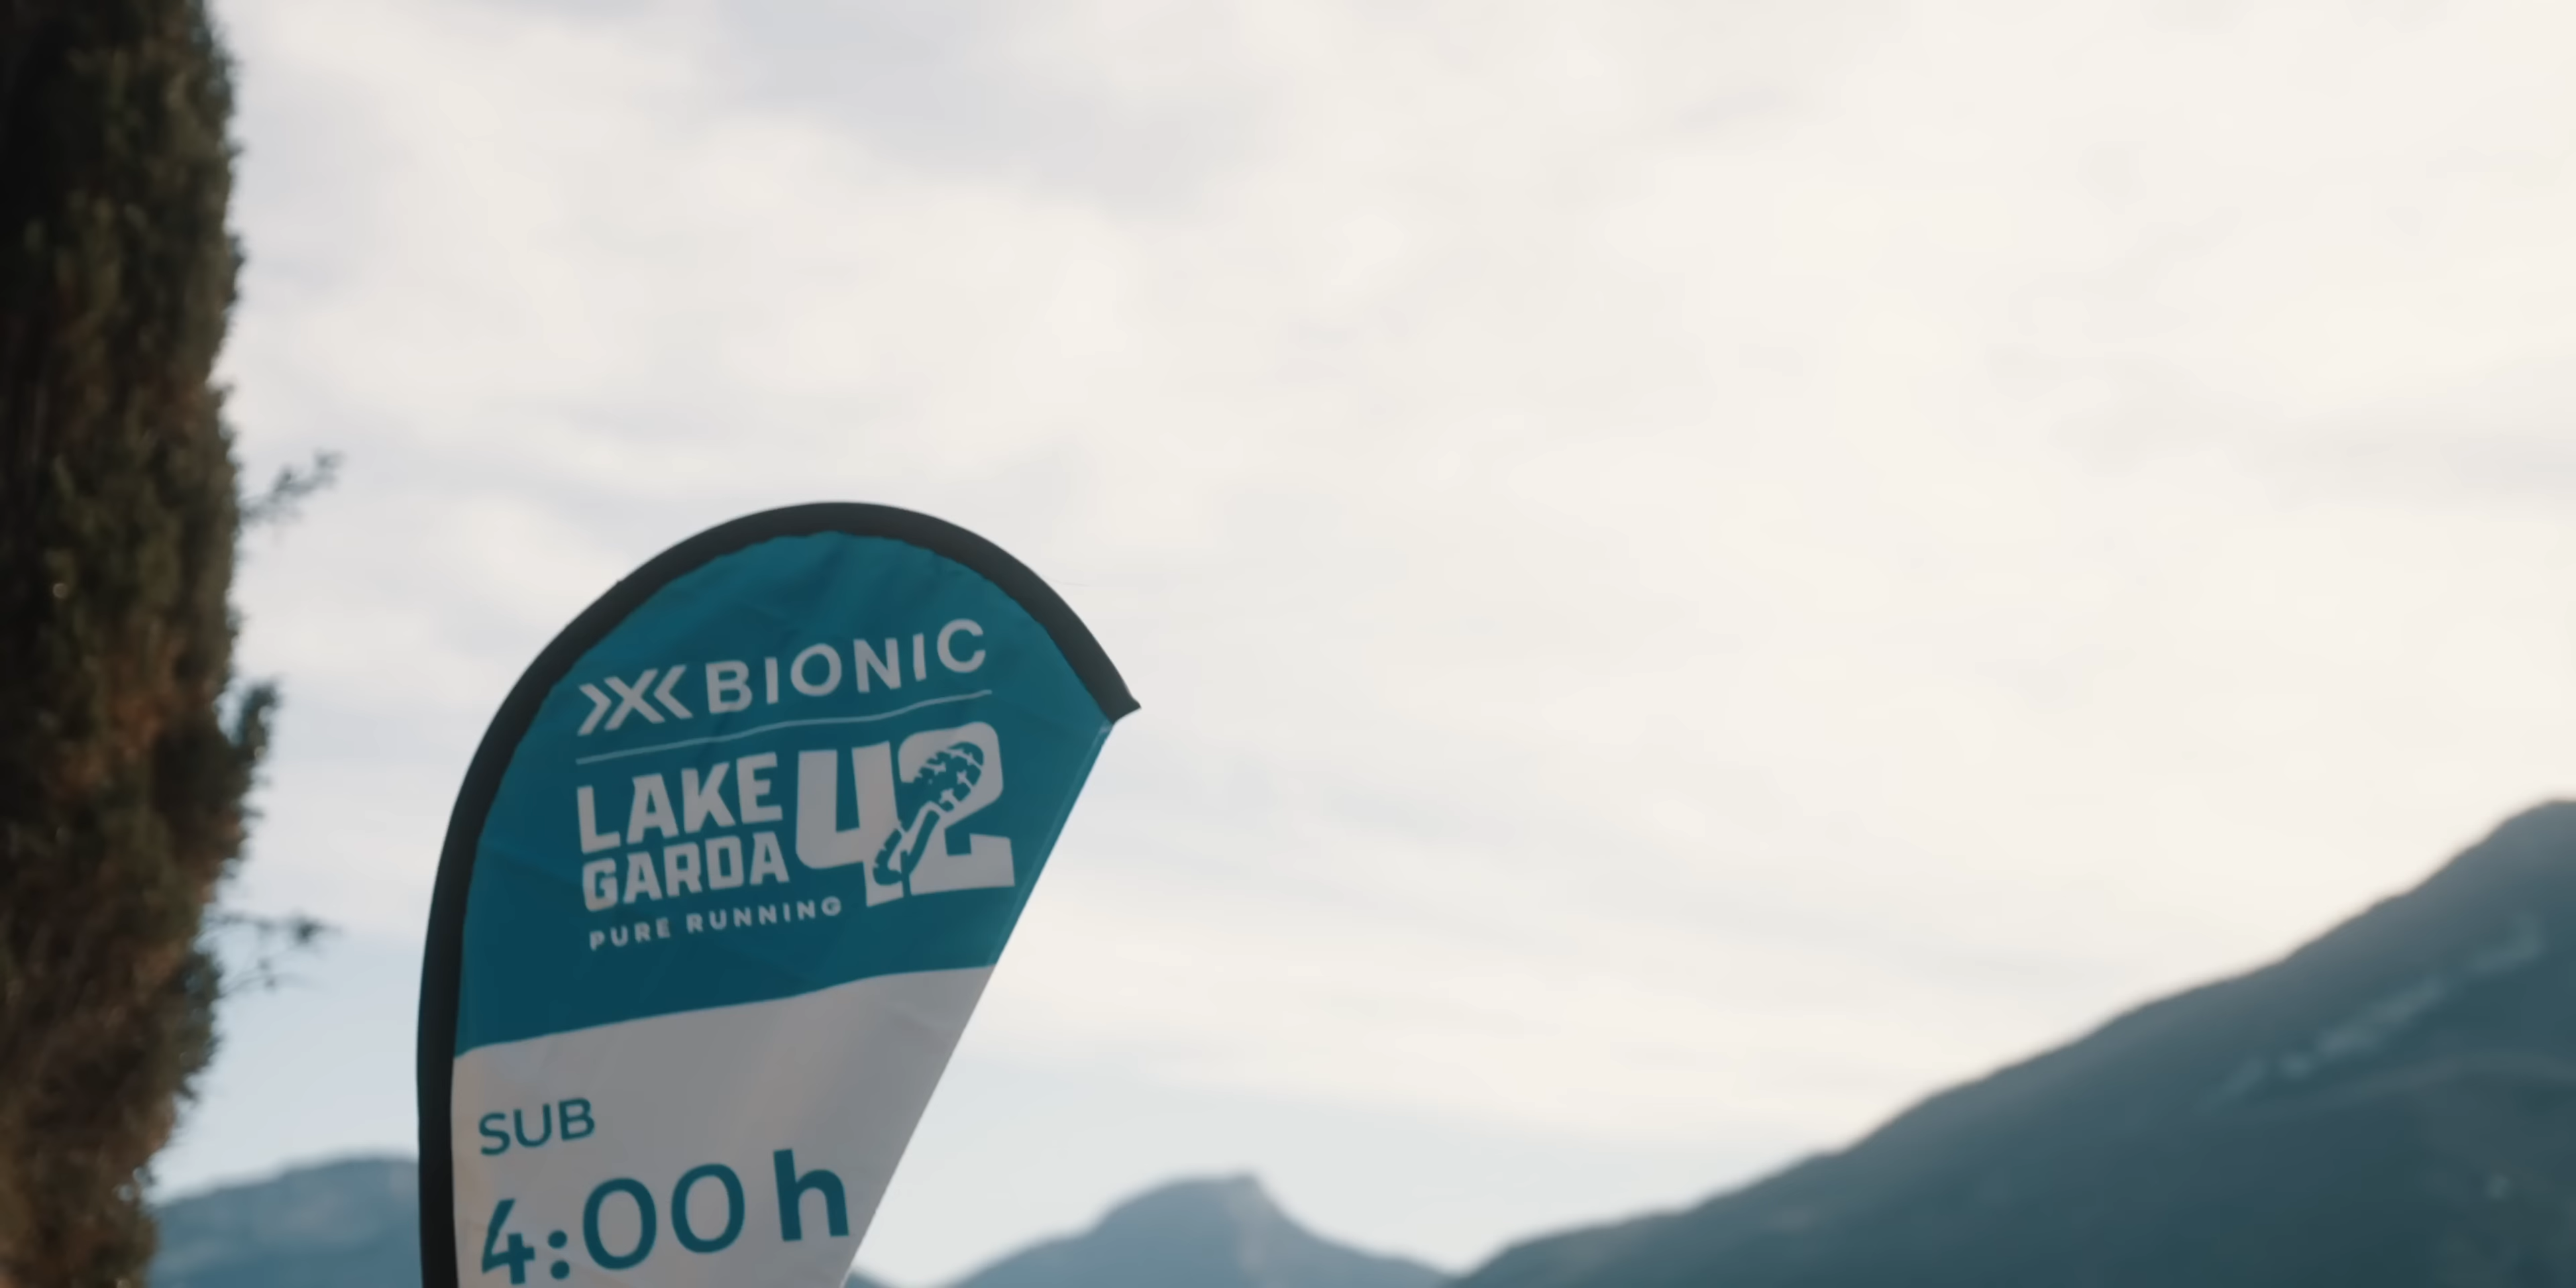 X BIONIC
LAKE
GARDA
42
PURE RUNNING
SUB
4:00 h